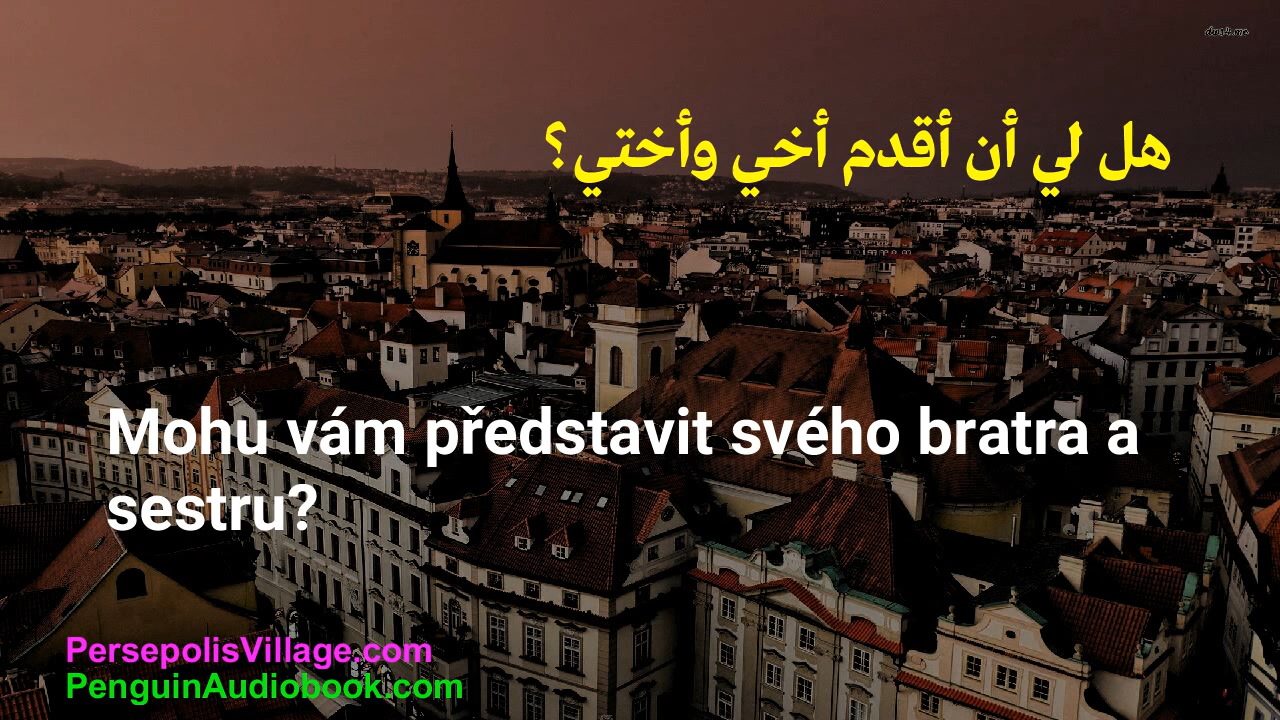 هل لي أن أقدم أخي وأختي؟
Mohu vám představit svého bratra a
sestru?
PersepolisVillage.com
PenguinAudiobook.com